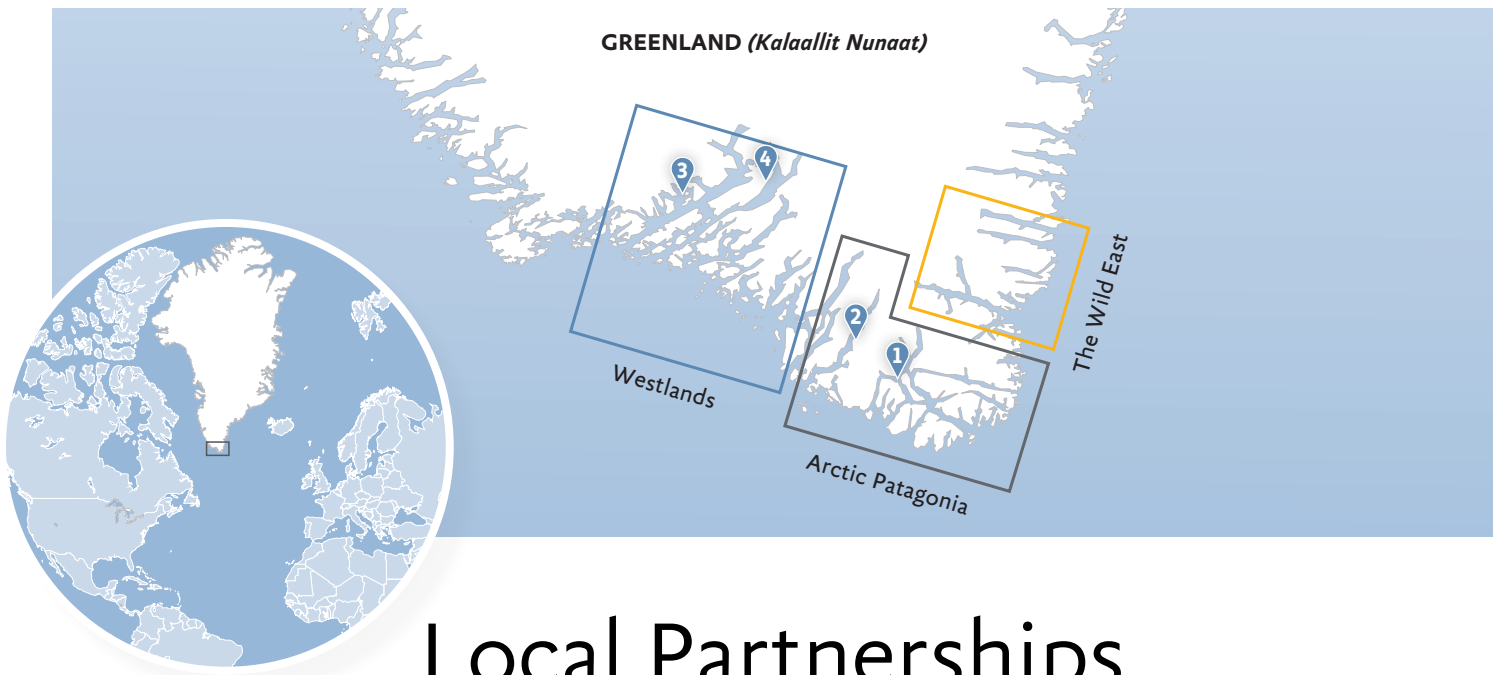 GREENLAND (Kalaallit Nunaat)
3
4
The Wild East
2
1
Westlands
Arctic Patagonia
Local Partnerships